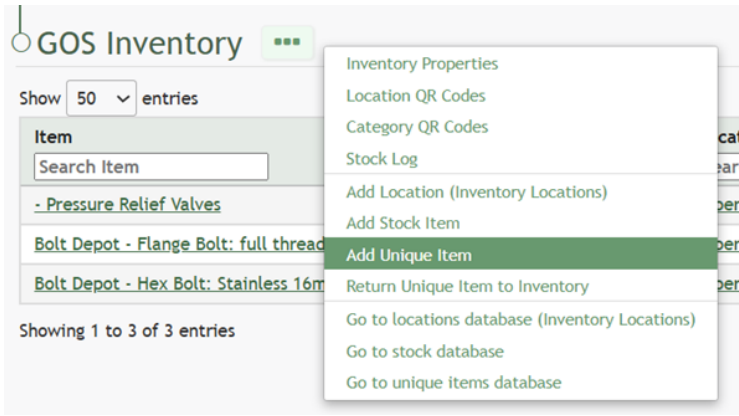 GOS Inventory
Show 50 entries
Item
Search Item
- Pressure Relief Valves
Bolt Depot - Flange Bolt: full thread
Bolt Depot - Hex Bolt: Stainless 16m
Showing 1 to 3 of 3 entries
Inventory Properties
Location QR Codes
Category QR Codes
Stock Log
Add Location (Inventory Locations)
Add Stock Item
Add Unique Item
Return Unique Item to Inventory
Go to locations database (Inventory Locations)
Go to stock database
Go to unique items database